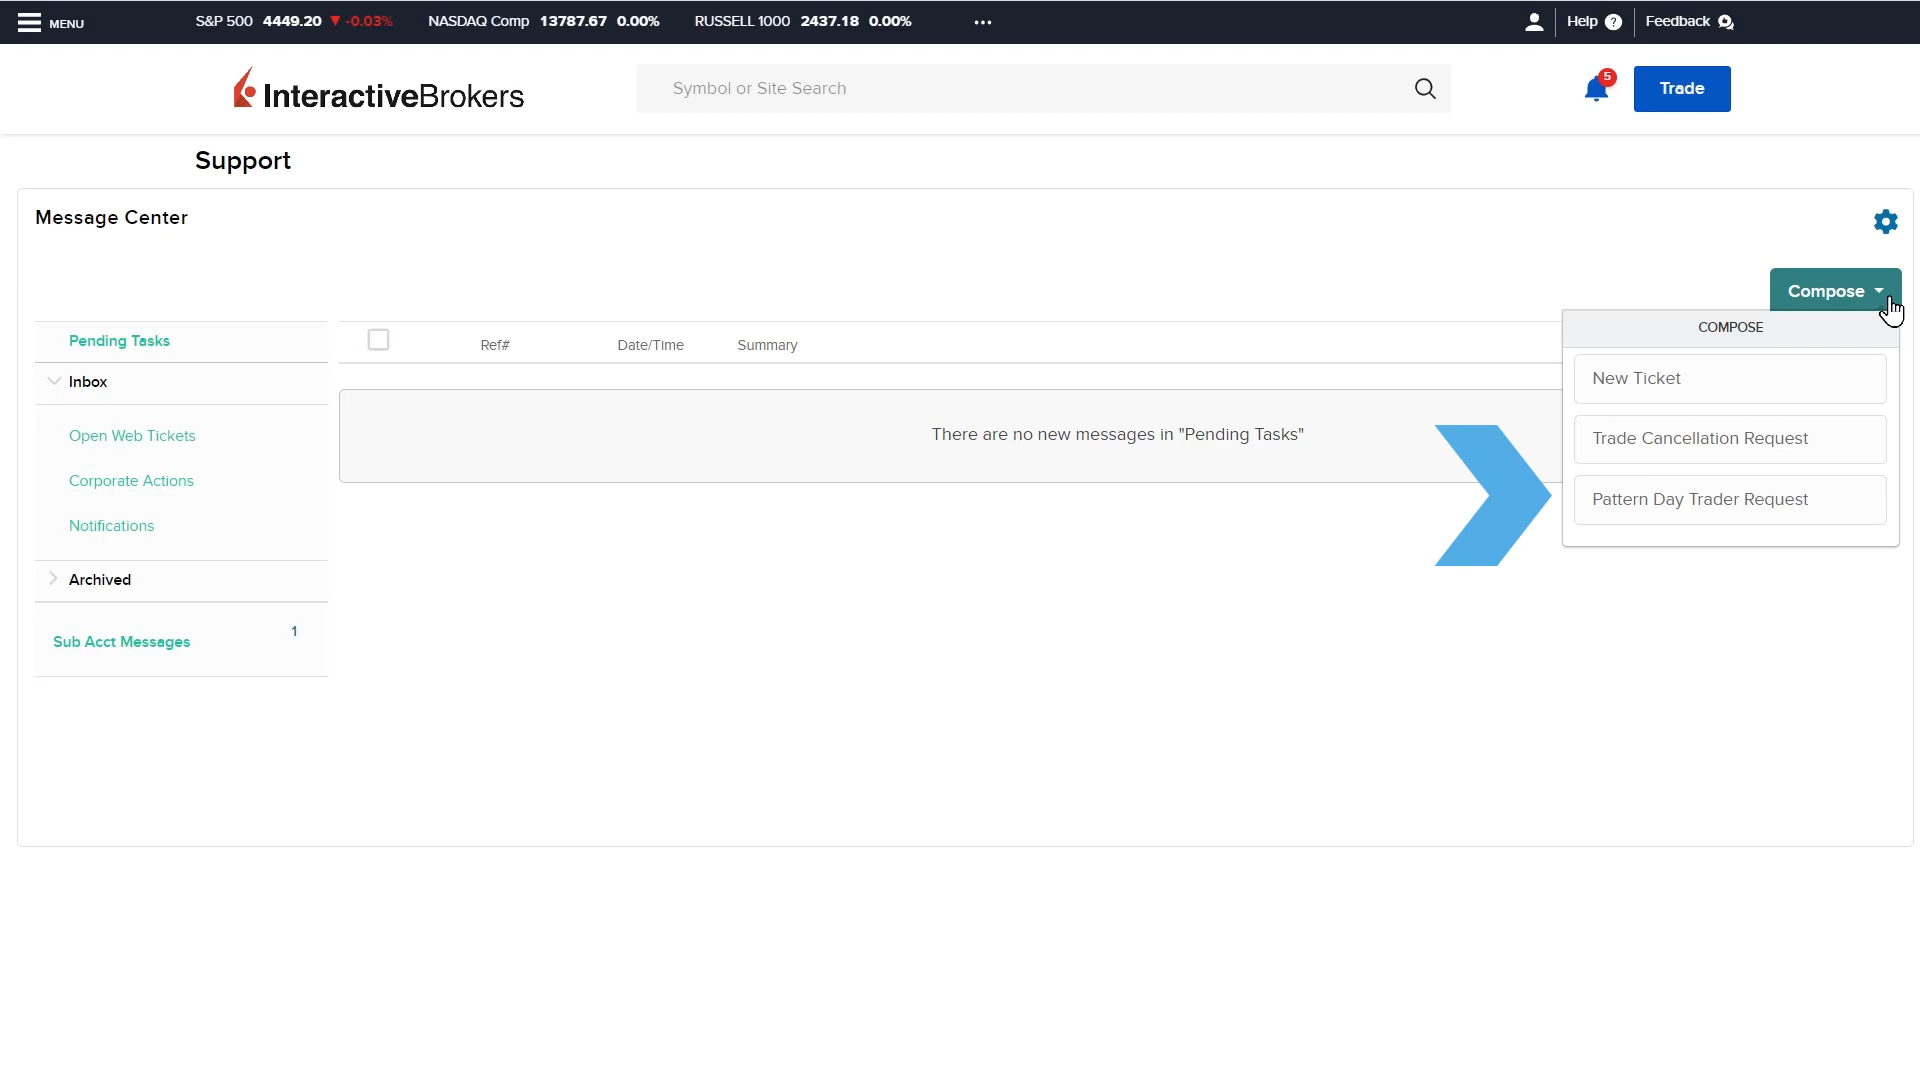 MENU S&P 500 4449.20 ▼ -0.03% NASDAQ Comp 13787.67 0.00% RUSSELL 1000 2437.18 0.00% ... Help ? Feedback
InteractiveBrokers Symbol or Site Search 5 Trade
Support
Message Center
Compose
COMPOSE
New Ticket
Trade Cancellation Request
Pattern Day Trader Request
Pending Tasks
Inbox
Open Web Tickets
Corporate Actions
Notifications
Archived
Sub Acct Messages 1
Ref# Date/Time Summary
There are no new messages in "Pending Tasks"